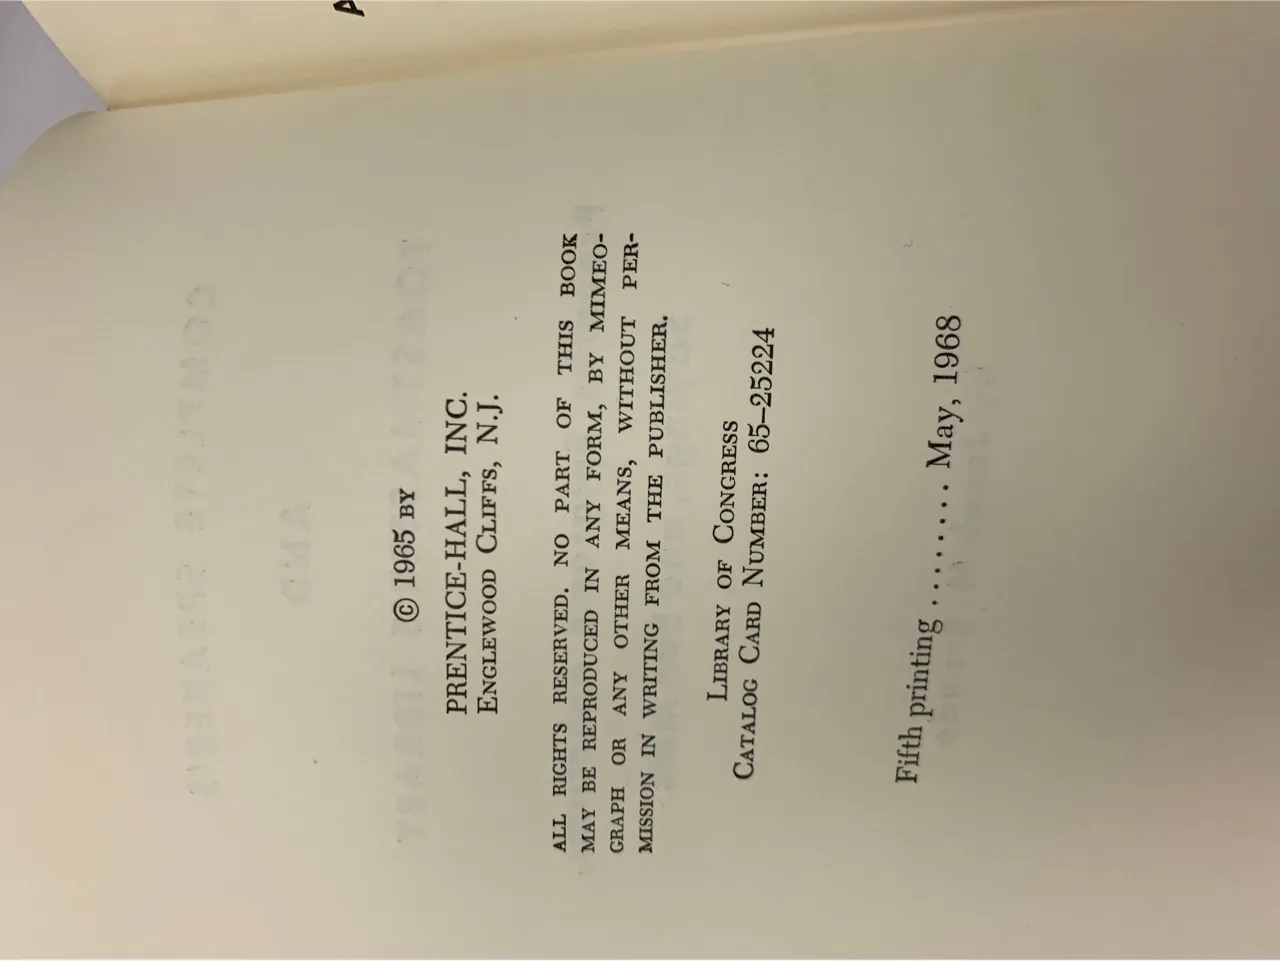 © 1965 BY
PRENTICE-HALL, INC.
ENGLEWOOD CLIFFS, N.J.
ALL RIGHTS RESERVED. NO PART OF THIS BOOK
MAY BE REPRODUCED IN ANY FORM, BY MIMEO-
GRAPH OR ANY OTHER MEANS, WITHOUT PER-
MISSION IN WRITING FROM THE PUBLISHER.
LIBRARY OF CONGRESS
CATALOG CARD NUMBER: 65–25224
Fifth printing ........ May, 1968